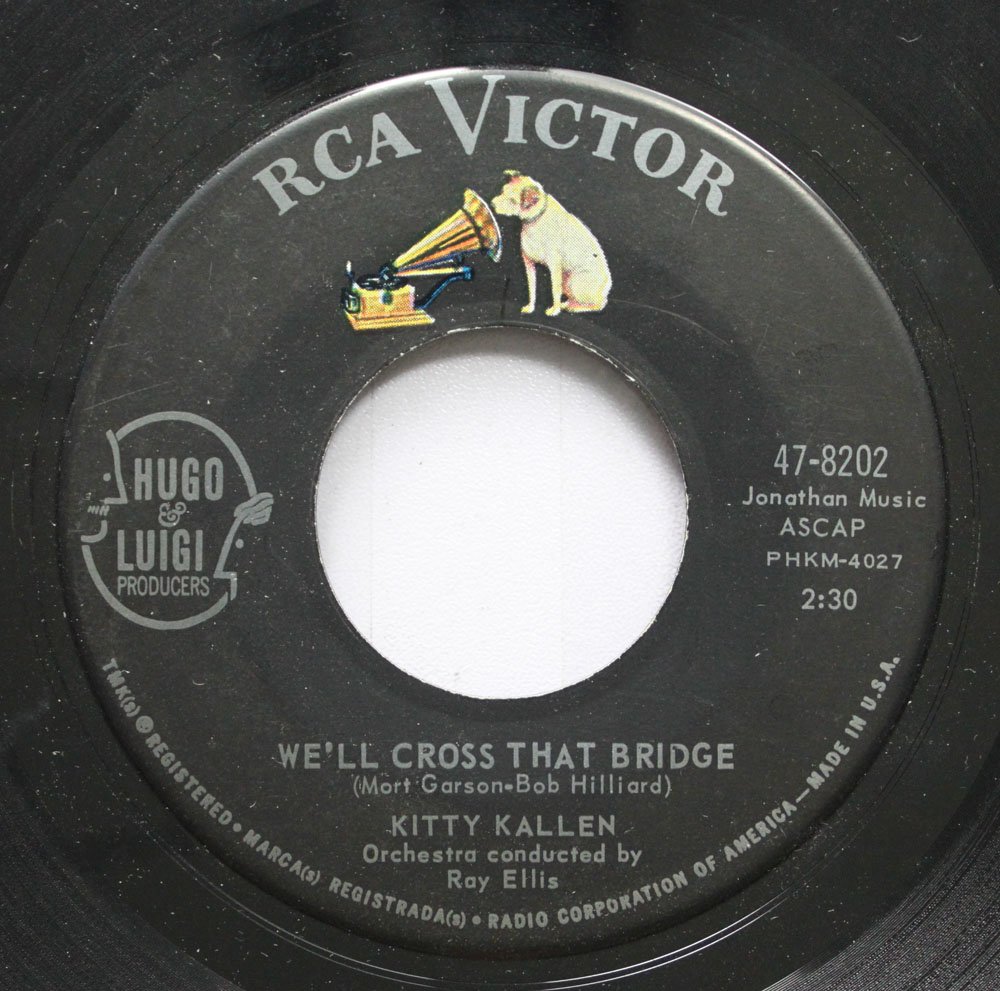 RCA VICTOR
HUGO
&
LUIGI
PRODUCERS
47-8202
Jonathan Music
ASCAP
PHKM-4027
2:30
WE'LL CROSS THAT BRIDGE
(Mort Garson-Bob Hilliard)
KITTY KALLEN
Orchestra conducted by
Ray Ellis
TMK(s) ® REGISTERED • MARCA(s) REGISTRADA(s) • RADIO CORPORATION OF AMERICA—MADE IN U.S.A.